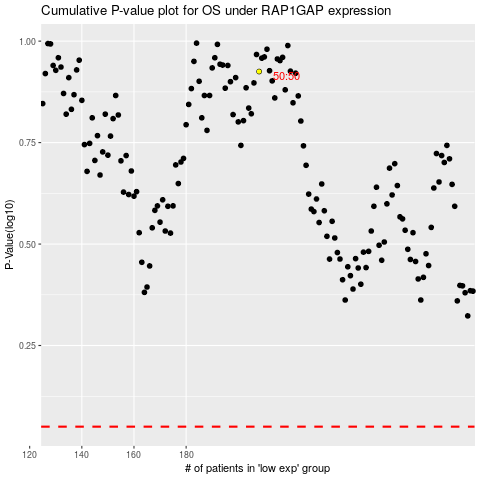 Cumulative P-value plot for OS under RAP1GAP expression
P-Value(log10)
1.00
0.75
0.50
0.25
50:50
120 140 160 180
# of patients in 'low exp' group